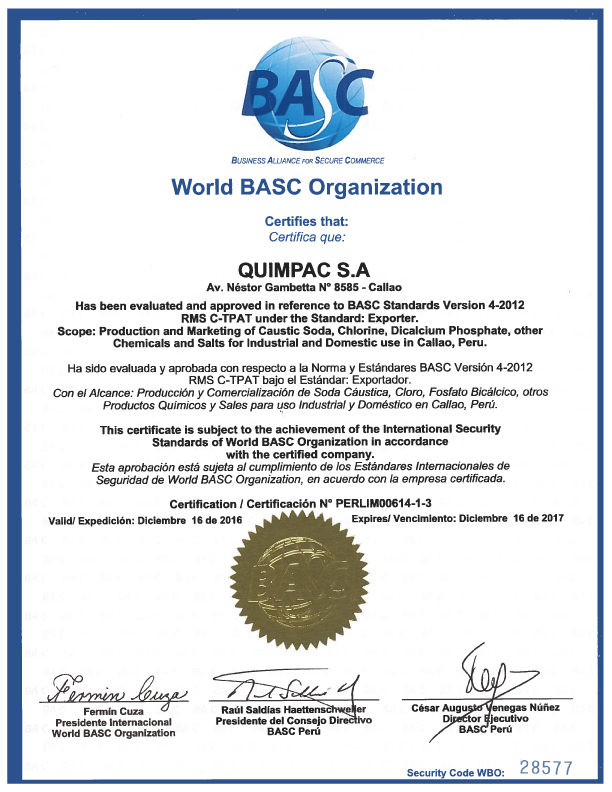 BASC
BUSINESS ALLIANCE FOR SECURE COMMERCE
World BASC Organization
Certifies that:
Certifica que:
QUIMPAC S.A
Av. Néstor Gambetta N° 8585 - Callao
Has been evaluated and approved in reference to BASC Standards Version 4-2012
RMS C-TPAT under the Standard: Exporter.
Scope: Production and Marketing of Caustic Soda, Chlorine, Dicalcium Phosphate, other
Chemicals and Salts for Industrial and Domestic use in Callao, Peru.
Ha sido evaluada y aprobada con respecto a la Norma y Estándares BASC Versión 4-2012
RMS C-TPAT bajo el Estándar: Exportador.
Con el Alcance: Producción y Comercialización de Soda Cáustica, Cloro, Fosfato Bicálcico, otros
Productos Químicos y Sales para uso Industrial y Doméstico en Callao, Perú.
This certificate is subject to the achievement of the International Security
Standards of World BASC Organization in accordance
with the certified company.
Esta aprobación está sujeta al cumplimiento de los Estándares Internacionales de
Seguridad de World BASC Organization, en acuerdo con la empresa certificada.
Certification / Certificación N° PERLIM00614-1-3
Valid/ Expedición: Diciembre 16 de 2016 Expires/ Vencimiento: Diciembre 16 de 2017
BASC
Fermin Cuza
Fermín Cuza
Presidente Internacional
World BASC Organization
Raúl Saldías Haettenschweiler
Presidente del Consejo Directivo
BASC Perú
César Augusto Venegas Núñez
Director Ejecutivo
BASC Perú
Security Code WBO: 28577